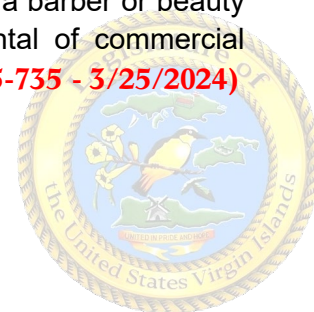 a barber or beauty
ntal of commercial
5-735 - 3/25/2024)
of
the United States Virgin Islands
UNITED IN PRIDE AND HOPE